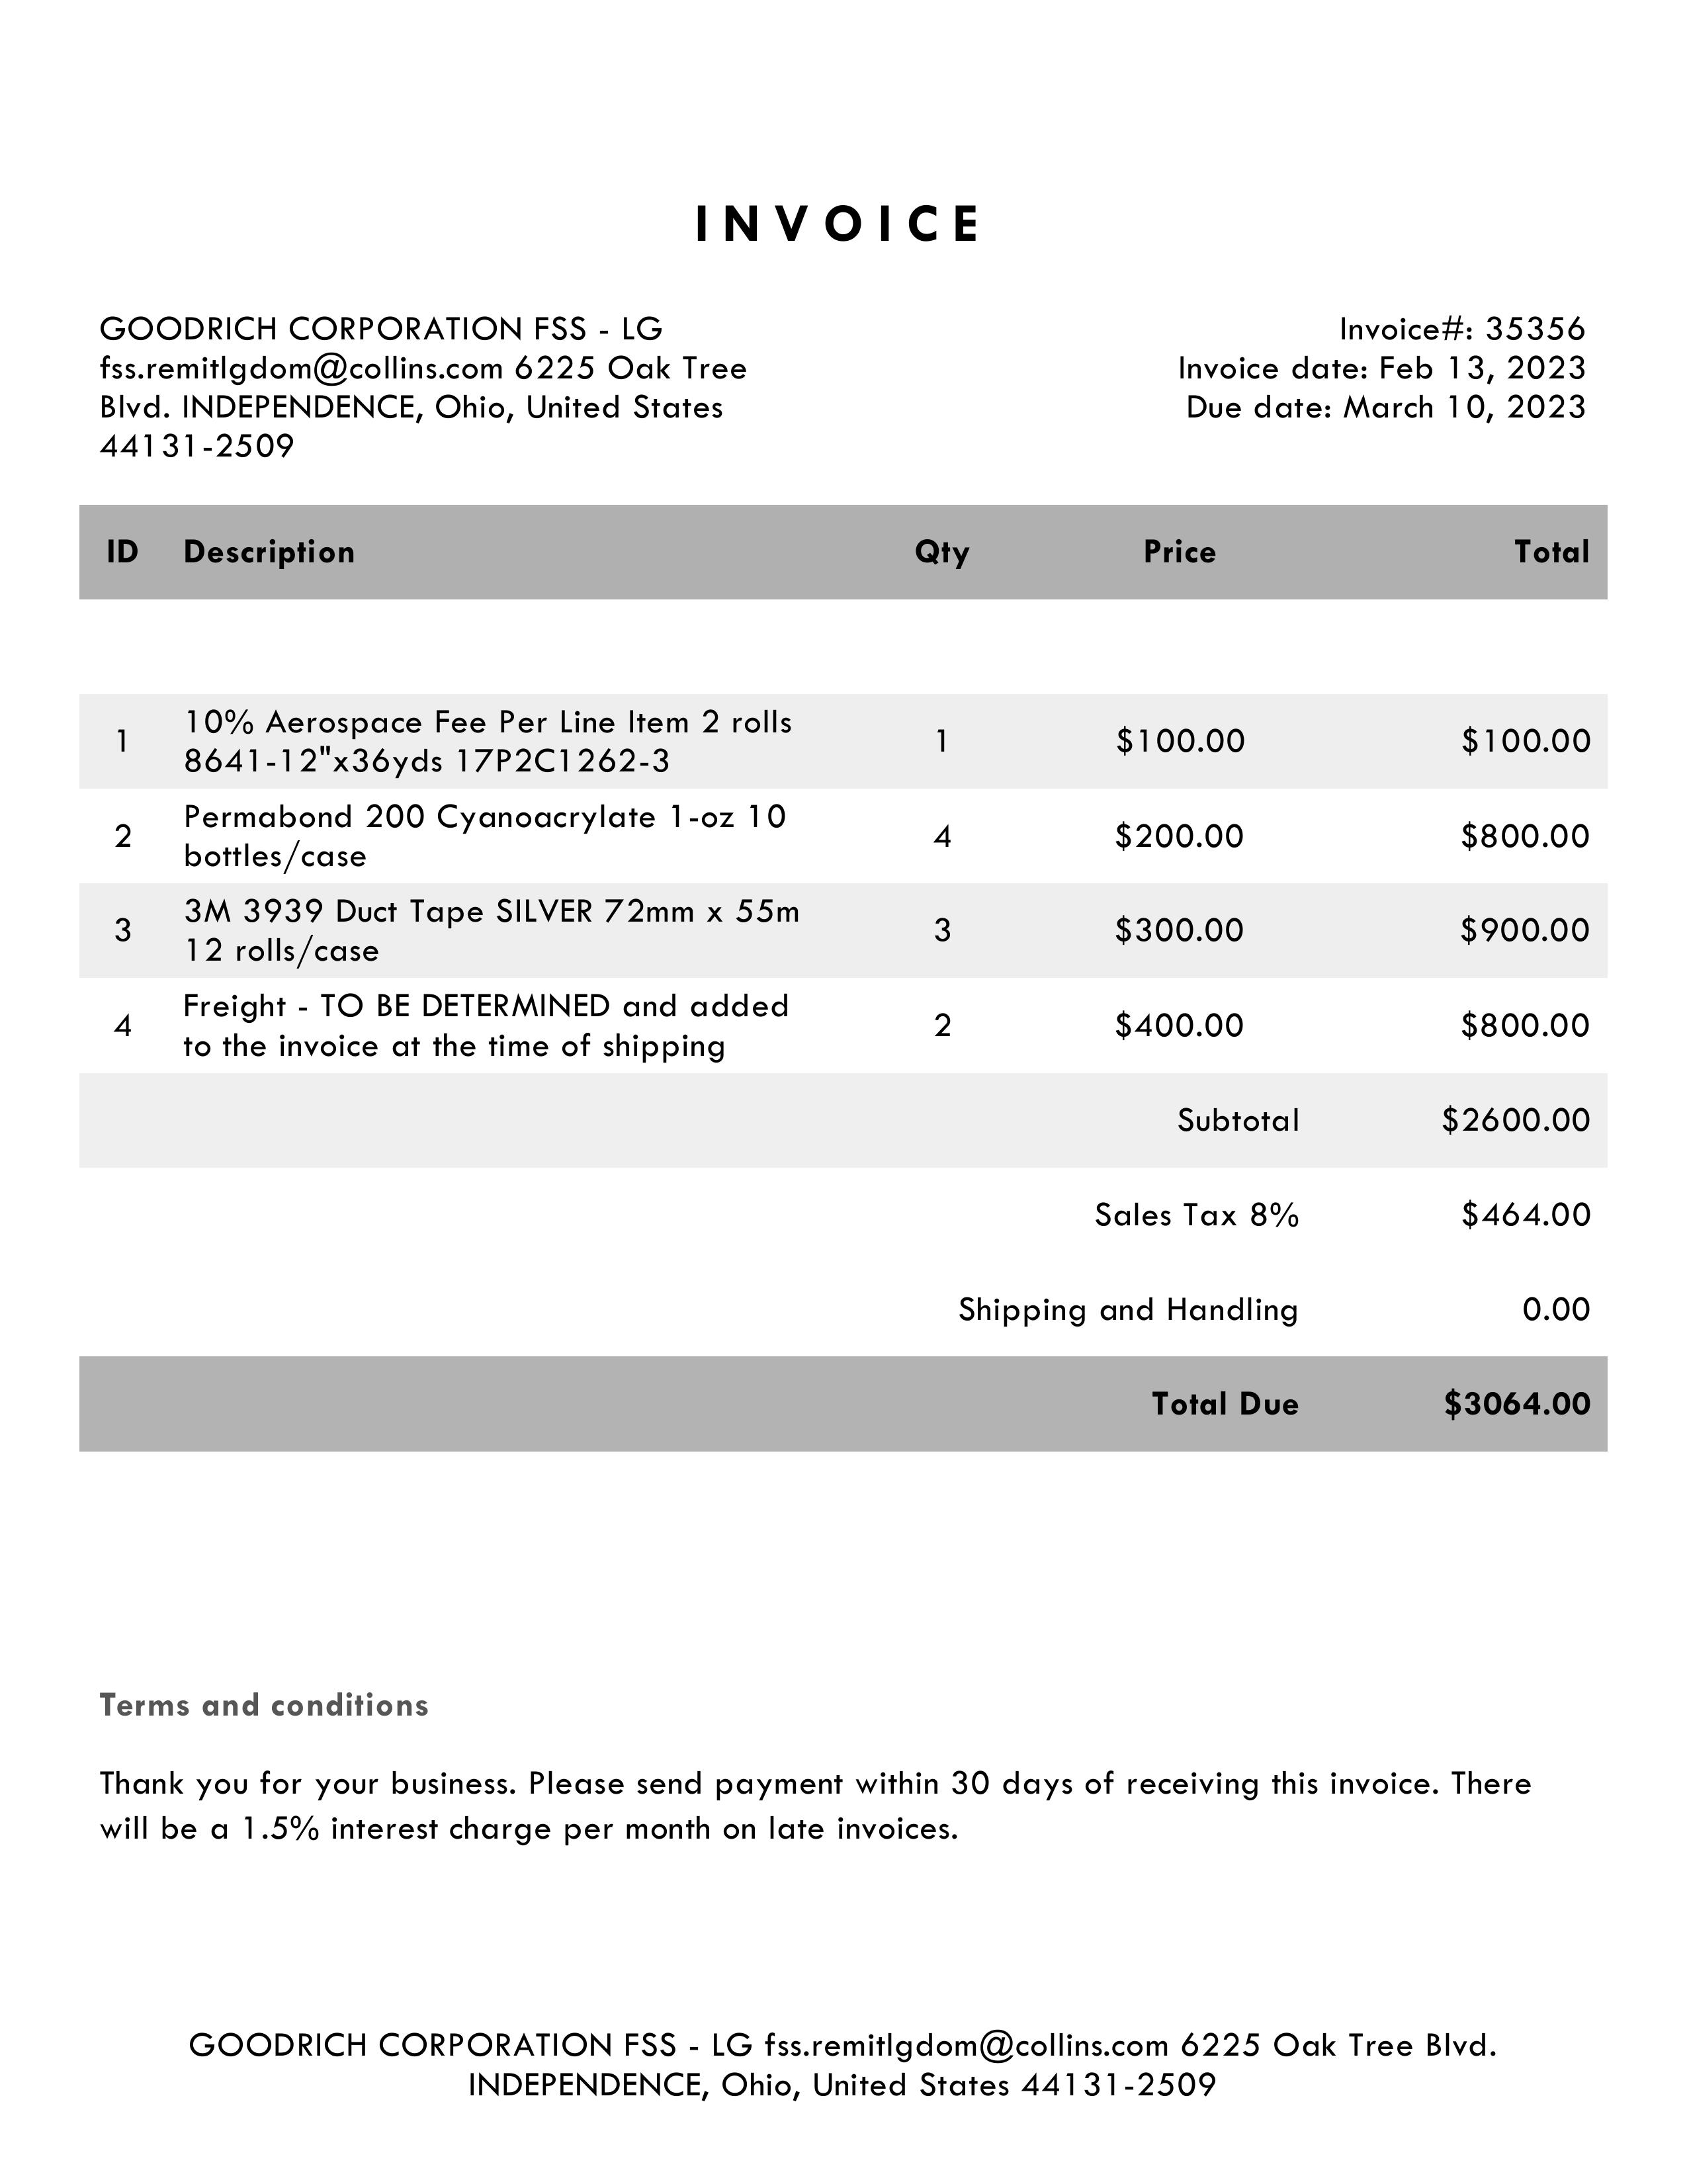 INVOICE
GOODRICH CORPORATION FSS - LG
fss.remitlgdom@collins.com 6225 Oak Tree
Blvd. INDEPENDENCE, Ohio, United States
44131-2509
Invoice#: 35356
Invoice date: Feb 13, 2023
Due date: March 10, 2023
ID Description Qty Price Total
1 10% Aerospace Fee Per Line Item 2 rolls
8641-12"x36yds 17P2C1262-3 1 $100.00 $100.00
2 Permabond 200 Cyanoacrylate 1-oz 10
bottles/case 4 $200.00 $800.00
3 3M 3939 Duct Tape SILVER 72mm x 55m
12 rolls/case 3 $300.00 $900.00
4 Freight - TO BE DETERMINED and added
to the invoice at the time of shipping 2 $400.00 $800.00
Subtotal $2600.00
Sales Tax 8% $464.00
Shipping and Handling 0.00
Total Due $3064.00
Terms and conditions
Thank you for your business. Please send payment within 30 days of receiving this invoice. There
will be a 1.5% interest charge per month on late invoices.
GOODRICH CORPORATION FSS - LG fss.remitlgdom@collins.com 6225 Oak Tree Blvd.
INDEPENDENCE, Ohio, United States 44131-2509